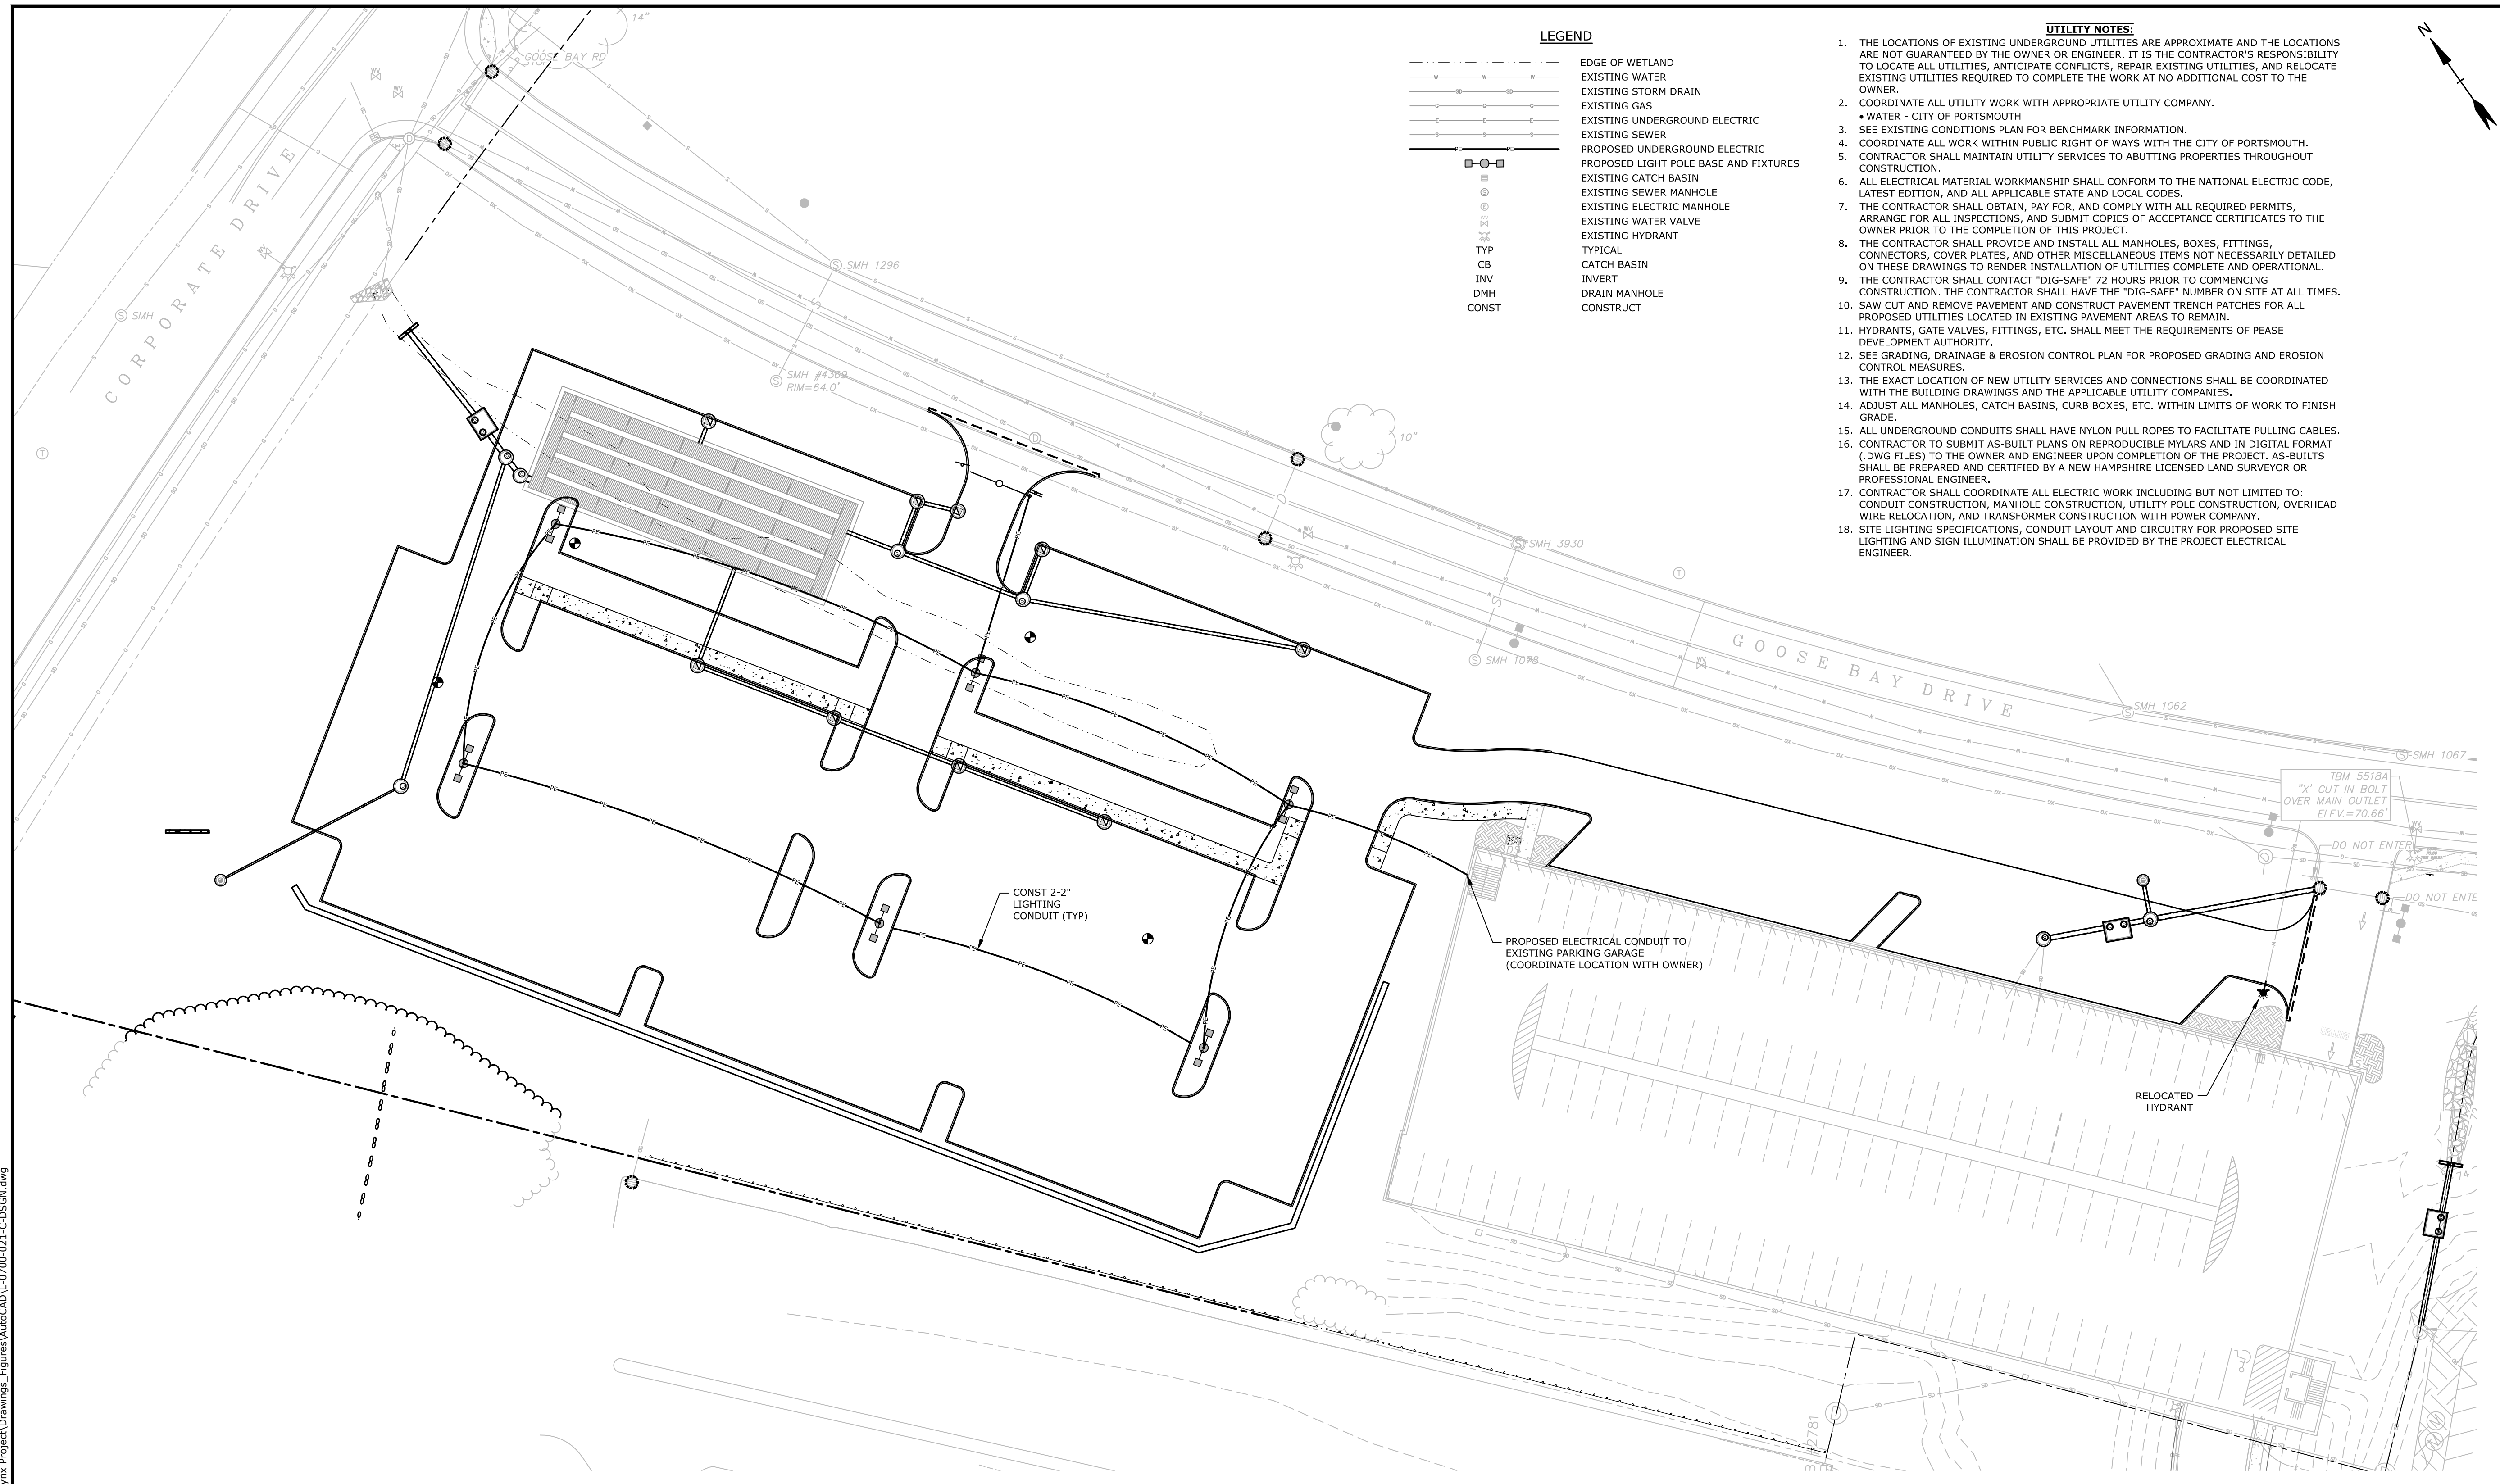 LEGEND
EDGE OF WETLAND
EXISTING WATER
EXISTING STORM DRAIN
EXISTING GAS
EXISTING UNDERGROUND ELECTRIC
EXISTING SEWER
PROPOSED UNDERGROUND ELECTRIC
PROPOSED LIGHT POLE BASE AND FIXTURES
EXISTING CATCH BASIN
EXISTING SEWER MANHOLE
EXISTING ELECTRIC MANHOLE
EXISTING WATER VALVE
EXISTING HYDRANT
TYP TYPICAL
CB CATCH BASIN
INV INVERT
DMH DRAIN MANHOLE
CONST CONSTRUCT
UTILITY NOTES:
1. THE LOCATIONS OF EXISTING UNDERGROUND UTILITIES ARE APPROXIMATE AND THE LOCATIONS
ARE NOT GUARANTEED BY THE OWNER OR ENGINEER. IT IS THE CONTRACTOR'S RESPONSIBILITY
TO LOCATE ALL UTILITIES, ANTICIPATE CONFLICTS, REPAIR EXISTING UTILITIES, AND RELOCATE
EXISTING UTILITIES REQUIRED TO COMPLETE THE WORK AT NO ADDITIONAL COST TO THE
OWNER.
2. COORDINATE ALL UTILITY WORK WITH APPROPRIATE UTILITY COMPANY.
• WATER - CITY OF PORTSMOUTH
3. SEE EXISTING CONDITIONS PLAN FOR BENCHMARK INFORMATION.
4. COORDINATE ALL WORK WITHIN PUBLIC RIGHT OF WAYS WITH THE CITY OF PORTSMOUTH.
5. CONTRACTOR SHALL MAINTAIN UTILITY SERVICES TO ABUTTING PROPERTIES THROUGHOUT
CONSTRUCTION.
6. ALL ELECTRICAL MATERIAL WORKMANSHIP SHALL CONFORM TO THE NATIONAL ELECTRIC CODE,
LATEST EDITION, AND ALL APPLICABLE STATE AND LOCAL CODES.
7. THE CONTRACTOR SHALL OBTAIN, PAY FOR, AND COMPLY WITH ALL REQUIRED PERMITS,
ARRANGE FOR ALL INSPECTIONS, AND SUBMIT COPIES OF ACCEPTANCE CERTIFICATES TO THE
OWNER PRIOR TO THE COMPLETION OF THIS PROJECT.
8. THE CONTRACTOR SHALL PROVIDE AND INSTALL ALL MANHOLES, BOXES, FITTINGS,
CONNECTORS, COVER PLATES, AND OTHER MISCELLANEOUS ITEMS NOT NECESSARILY DETAILED
ON THESE DRAWINGS TO RENDER INSTALLATION OF UTILITIES COMPLETE AND OPERATIONAL.
9. THE CONTRACTOR SHALL CONTACT "DIG-SAFE" 72 HOURS PRIOR TO COMMENCING
CONSTRUCTION. THE CONTRACTOR SHALL HAVE THE "DIG-SAFE" NUMBER ON SITE AT ALL TIMES.
10. SAW CUT AND REMOVE PAVEMENT AND CONSTRUCT PAVEMENT TRENCH PATCHES FOR ALL
PROPOSED UTILITIES LOCATED IN EXISTING PAVEMENT AREAS TO REMAIN.
11. HYDRANTS, GATE VALVES, FITTINGS, ETC. SHALL MEET THE REQUIREMENTS OF PEASE
DEVELOPMENT AUTHORITY.
12. SEE GRADING, DRAINAGE & EROSION CONTROL PLAN FOR PROPOSED GRADING AND EROSION
CONTROL MEASURES.
13. THE EXACT LOCATION OF NEW UTILITY SERVICES AND CONNECTIONS SHALL BE COORDINATED
WITH THE BUILDING DRAWINGS AND THE APPLICABLE UTILITY COMPANIES.
14. ADJUST ALL MANHOLES, CATCH BASINS, CURB BOXES, ETC. WITHIN LIMITS OF WORK TO FINISH
GRADE.
15. ALL UNDERGROUND CONDUITS SHALL HAVE NYLON PULL ROPES TO FACILITATE PULLING CABLES.
16. CONTRACTOR TO SUBMIT AS-BUILT PLANS ON REPRODUCIBLE MYLARS AND IN DIGITAL FORMAT
(.DWG FILES) TO THE OWNER AND ENGINEER UPON COMPLETION OF THE PROJECT. AS-BUILTS
SHALL BE PREPARED AND CERTIFIED BY A NEW HAMPSHIRE LICENSED LAND SURVEYOR OR
PROFESSIONAL ENGINEER.
17. CONTRACTOR SHALL COORDINATE ALL ELECTRIC WORK INCLUDING BUT NOT LIMITED TO:
CONDUIT CONSTRUCTION, MANHOLE CONSTRUCTION, UTILITY POLE CONSTRUCTION, OVERHEAD
WIRE RELOCATION, AND TRANSFORMER CONSTRUCTION WITH POWER COMPANY.
18. SITE LIGHTING SPECIFICATIONS, CONDUIT LAYOUT AND CIRCUITRY FOR PROPOSED SITE
LIGHTING AND SIGN ILLUMINATION SHALL BE PROVIDED BY THE PROJECT ELECTRICAL
ENGINEER.
N
14"
GOOSE BAY RD
CORPORATE DRIVE
SMH
SMH 1296
SMH #4369
RIM=64.0'
10"
SMH 3930
SMH 1078
GOOSE BAY DRIVE
SMH 1062
SMH 1067
TBM 5518A
"X' CUT IN BOLT
OVER MAIN OUTLET
ELEV.=70.66'
DO NOT ENTER
DO NOT ENTE
CONST 2-2"
LIGHTING
CONDUIT (TYP)
PROPOSED ELECTRICAL CONDUIT TO
EXISTING PARKING GARAGE
(COORDINATE LOCATION WITH OWNER)
RELOCATED
HYDRANT
2781
ynx Project\Drawings_Figures\AutoCAD\L-0700-021-C-DSGN.dwg